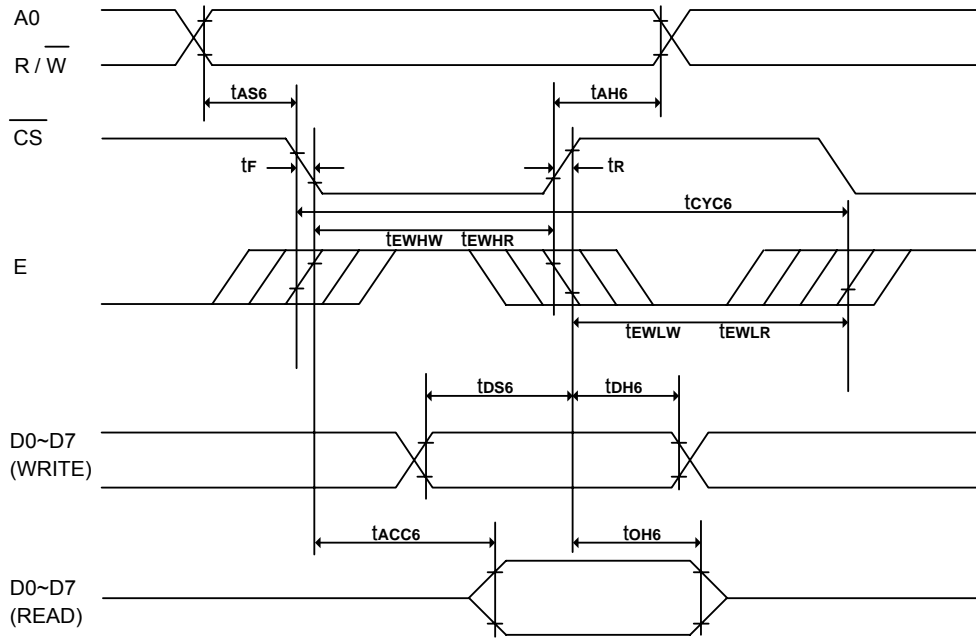 A0
R / W
tAS6 tAH6
CS
tF tR
tCYC6
tEWHW tEWHR
E
tEWLW tEWLR
tDS6 tDH6
D0~D7
(WRITE)
tACC6 tOH6
D0~D7
(READ)